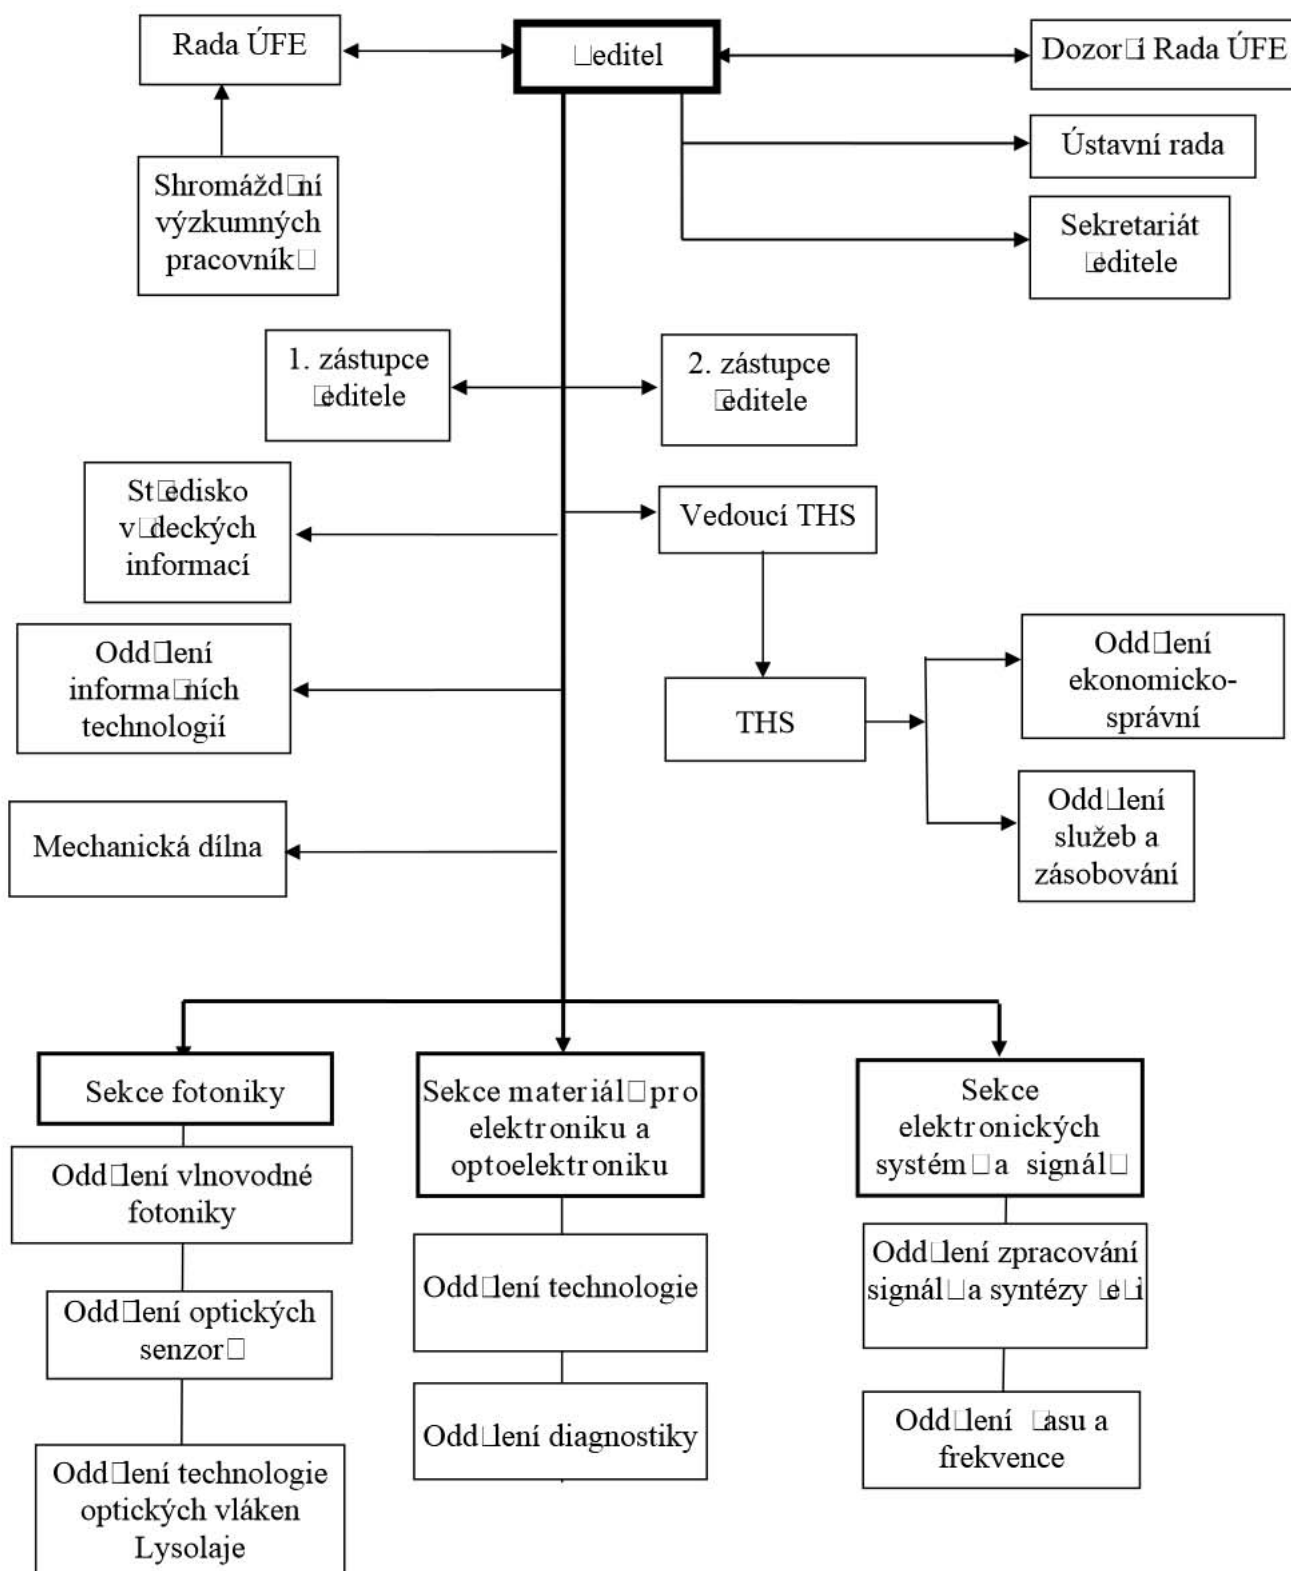 Rada ÚFE
□editel
Dozor□í Rada ÚFE
Ústavní rada
Shromážd□ní
výzkumných
pracovník□
Sekretariát
□editele
1. zástupce
□editele
2. zástupce
□editele
St□edisko
v□deckých
informací
Vedoucí THS
Odd□lení
informa□ních
technologií
THS
Odd□lení
ekonomicko-
správní
Mechanická dílna
Odd□lení
služeb a
zásobování
Sekce fotoniky
Sekce materiál□ pro
elektroniku a
optoelektroniku
Sekce
elektronických
systém□ a signál□
Odd□lení vlnovodné
fotoniky
Odd□lení technologie
Odd□lení zpracování
signál□ a syntézy □e□i
Odd□lení optických
senzor□
Odd□lení diagnostiky
Odd□lení □asu a
frekvence
Odd□lení technologie
optických vláken
Lysolaje